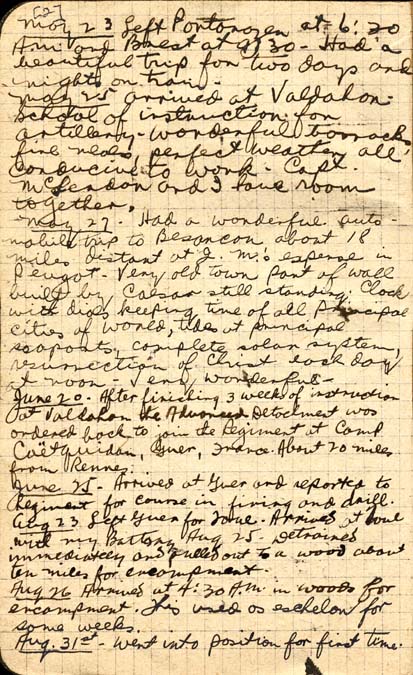 (27)
May 23 Left Pontanezen at 6:20
A.M. and Brest at 9:30 - Had a
beautiful trip for two days and
nights on train.
May 25 arrived at Valdahon.
School of instruction for
artillery - wonderful barracks
fine meals, perfect weather, all
conducive to work. Capt.
McLendon and I have room
together.
May 27 - Had a wonderful auto-
mobile trip to Besancon about 18
miles distant at J. M.'s expense in
Peugot - Very old town part of wall
built by Caesar still standing. Clock
with dials keeping time of all Principal
cities of World, tides at principal
seaports, complete solar system,
resurrection of Christ each day
at noon - Very wonderful -
June 20 - After finishing 3 weeks of instruction
at Valdahon the Advanced Detachment was
ordered back to join the Regiment at Camp
Coëtquidan, Guer, France. About 20 miles
from Rennes
June 25 - Arrived at Guer and reported to
Regiment for course in firing and drill.
Aug 23 Left Guer for Toul. Arrived at Toul
with my Battery Aug 25 - detrained
immediately and pulled out to a wood about
ten miles for encampment.
Aug 26 Arrived at 4:30 A.M. in woods for
encampment. This used as eschelon for
some weeks.
Aug. 31st - Went into position for first time.